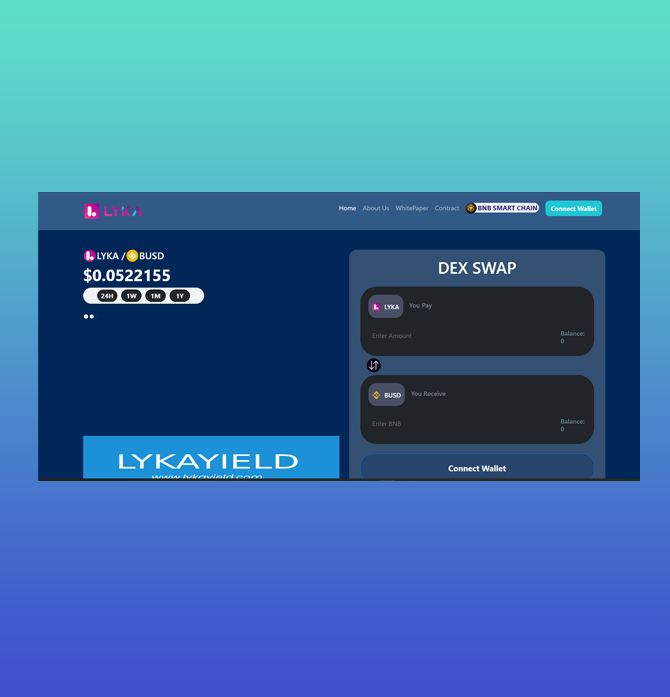 LYKA
Home About Us WhitePaper Contract BNB SMART CHAIN Connect Wallet
LYKA / BUSD
$0.0522155
24H 1W 1M 1Y
DEX SWAP
LYKA You Pay
Enter Amount Balance:
0
BUSD You Receive
Enter BNB Balance:
0
Connect Wallet
LYKAYIELD
www.lykayield.com